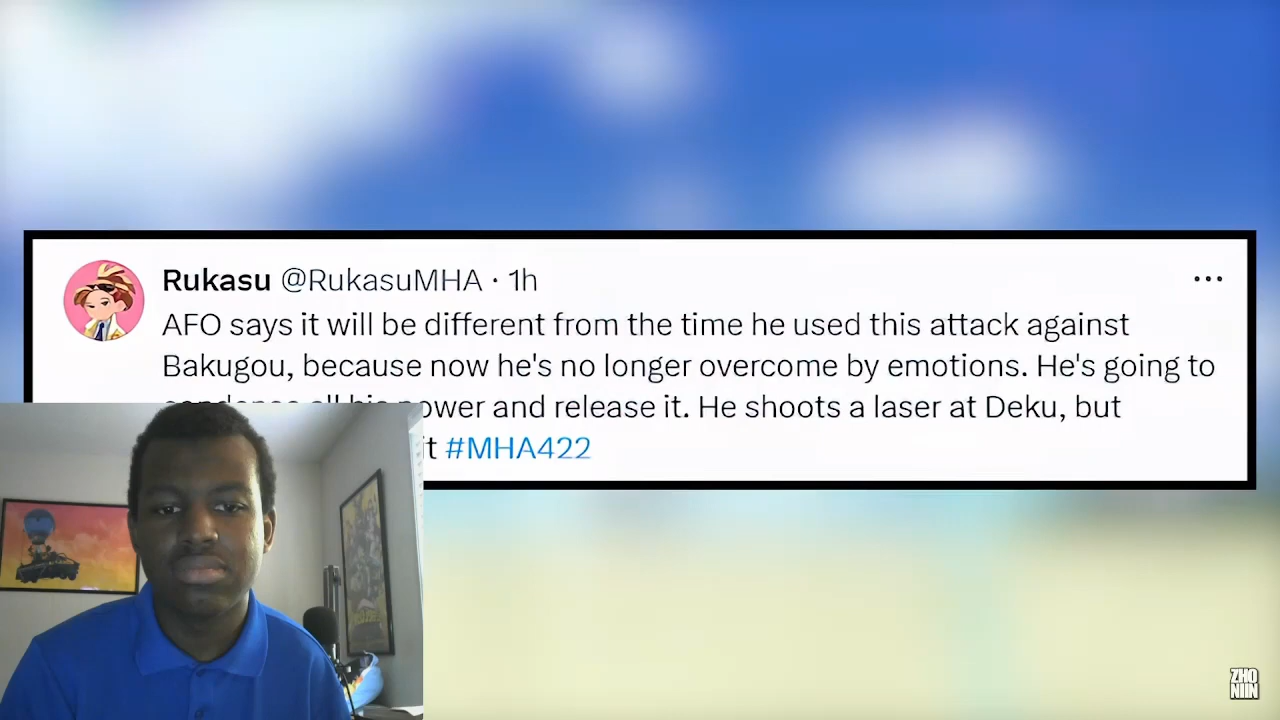 Rukasu @RukasuMHA · 1h
AFO says it will be different from the time he used this attack against
Bakugou, because now he's no longer overcome by emotions. He's going to
power and release it. He shoots a laser at Deku, but
it #MHA422
ZHO
NIIN